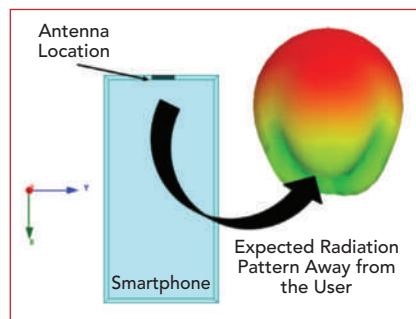 Antenna
Location
Y
X
Smartphone
Expected Radiation
Pattern Away from
the User